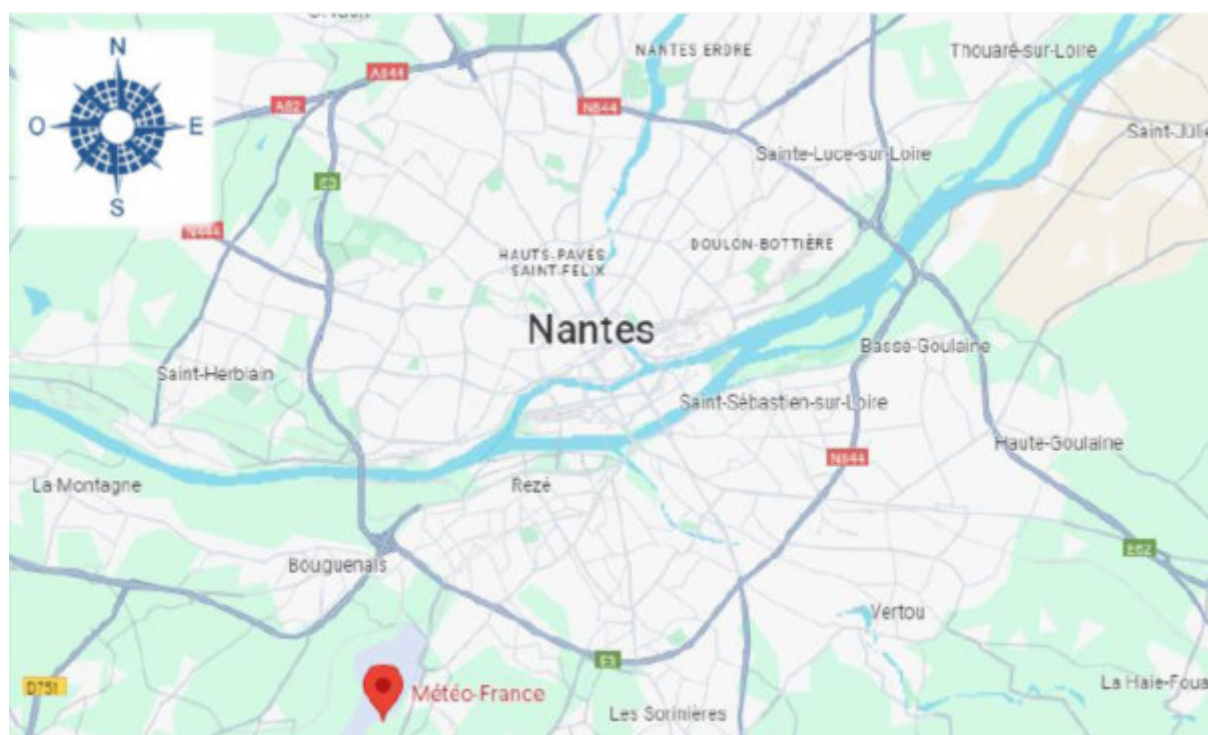 N
O
E
S
NANTES ERDRE
Thouaré-sur-Loire
A844
A82
N844
Saint-Julie
Sainte-Luce-sur-Loire
E3
N444
HAUTS-PAVÉS
SAINT-FÉLIX
DOULON-BOTTIÈRE
Nantes
Basse-Goulaine
Saint-Herblain
Saint-Sébastien-sur-Loire
Haute-Goulaine
N844
La Montagne
Rezé
E62
Bouguenais
Vertou
E3
D751
Météo-France
La Haie-Foua
Les Sorinières